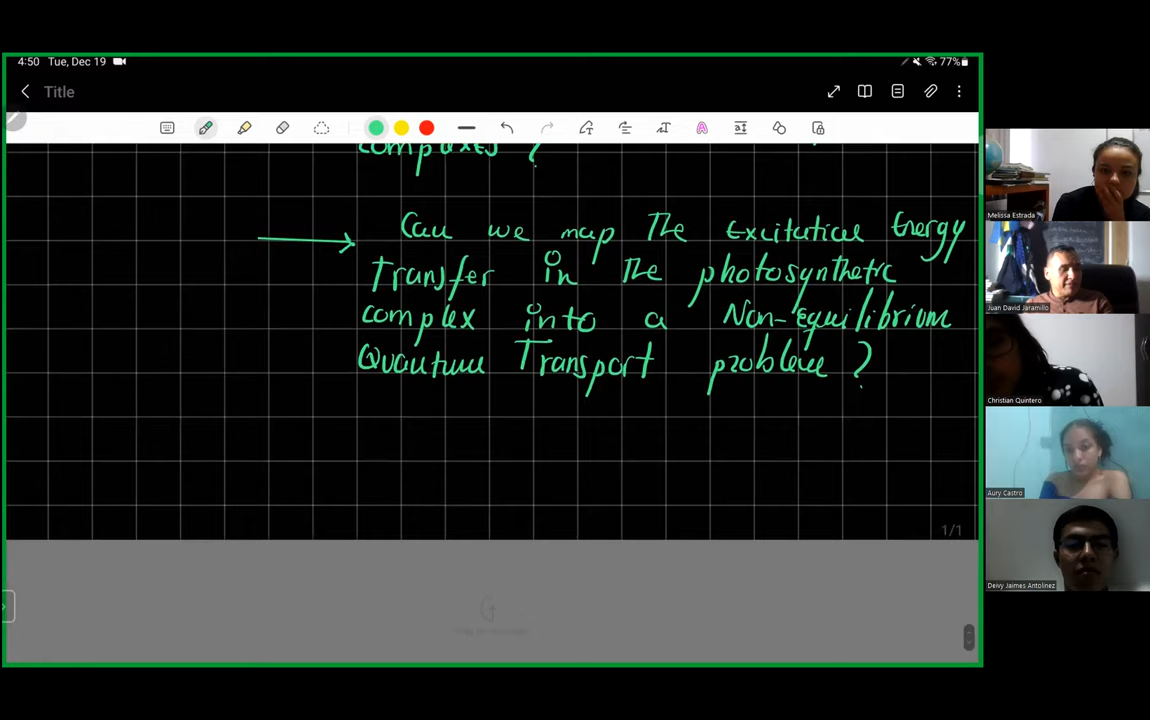 4:50 Tue, Dec 19
77%
Title
complexes ?
Can we map The Excitation Energy
Transfer in The photosynthetic
complex into a Non-equilibrium
Quantum Transport problem ?
1/1
Melissa Estrada
Juan David Jaramillo
Christian Quintero
Aury Castro
Deivy Jaimes Antolinez